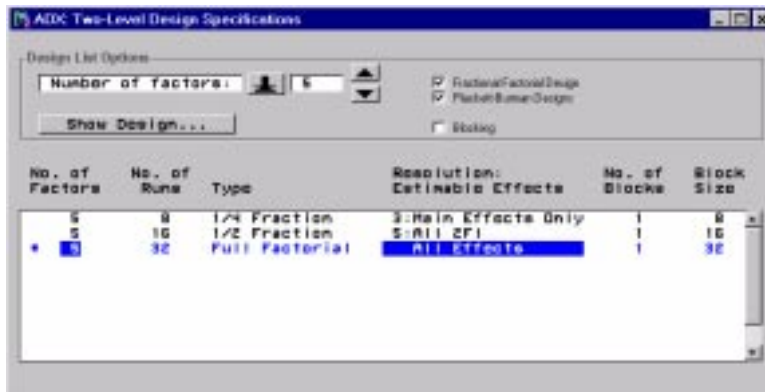 ADX: Two-Level Design Specifications
Design List Options
Number of factors: 5
Fractional Factorial Design
Plackett-Burman Designs
Show Design...
Blocking
No. of Factors No. of Runs Type Resolution: Estimable Effects No. of Blocks Block Size
5 8 1/4 Fraction 3:Main Effects Only 1 8
5 16 1/2 Fraction 5:All 2FI 1 16
* 5 32 Full Factorial All Effects 1 32